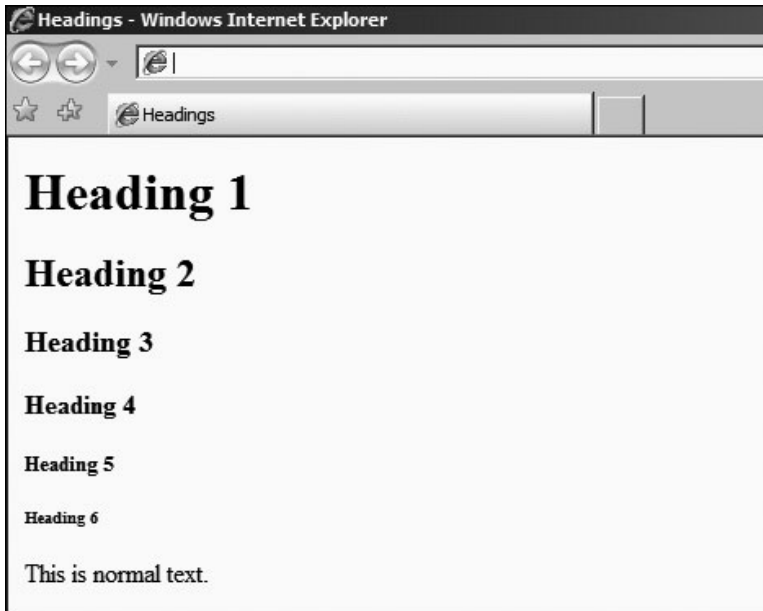 Headings - Windows Internet Explorer
Headings
Heading 1
Heading 2
Heading 3
Heading 4
Heading 5
Heading 6
This is normal text.